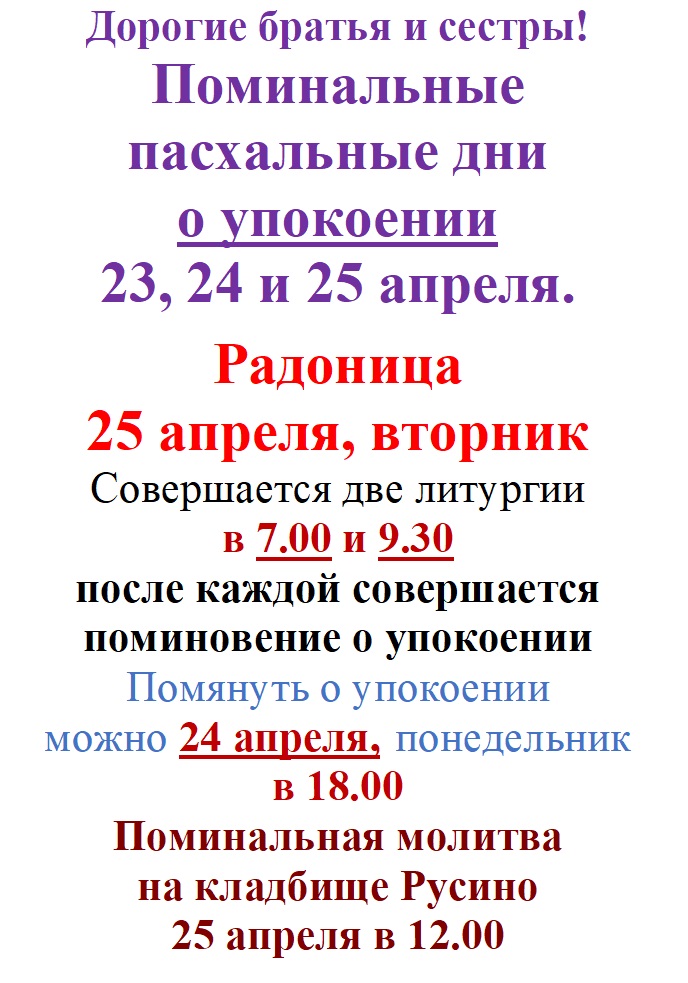 Дорогие братья и сестры!
Поминальные
пасхальные дни
о упокоении
23, 24 и 25 апреля.
Радоница
25 апреля, вторник
Совершается две литургии
в 7.00 и 9.30
после каждой совершается
поминовение о упокоении
Помянуть о упокоении
можно 24 апреля, понедельник
в 18.00
Поминальная молитва
на кладбище Русино
25 апреля в 12.00